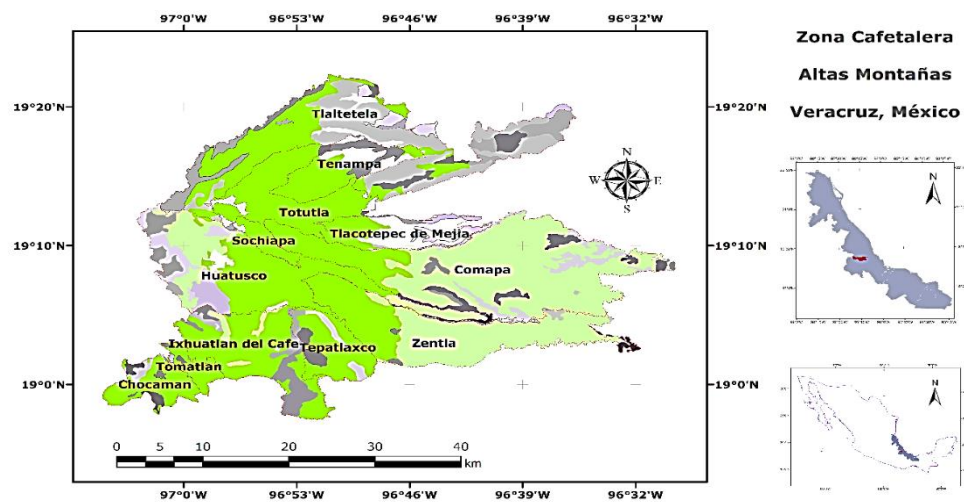 97°0'W 96°53'W 96°46'W 96°39'W 96°32'W
19°20'N
19°10'N
19°0'N
Tlaltetela
Tenampa
Totutla
Tlacotepec de Mejia
Sochiapa
Comapa
Huatusco
Ixhuatlan del Cafe
Tepatlaxco
Zentla
Tomatlan
Chocaman
N
W E
S
0 5 10 20 30 40
km
97°0'W 96°53'W 96°46'W 96°39'W 96°32'W
19°20'N
19°10'N
19°0'N
Zona Cafetalera
Altas Montañas
Veracruz, México
N
N